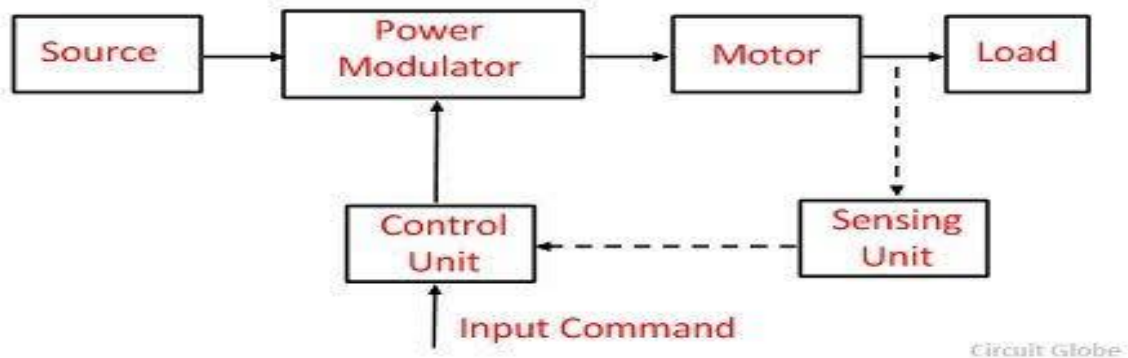 Source
Power
Modulator
Motor
Load
Control
Unit
Sensing
Unit
Input Command
Circuit Globe